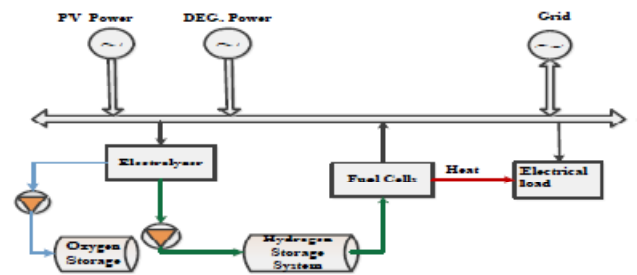 PV Power
DEG. Power
Grid
Electrolyser
Fuel Cells
Heat
Electrical
load
Oxygen
Storage
Hydrogen
Storage
System